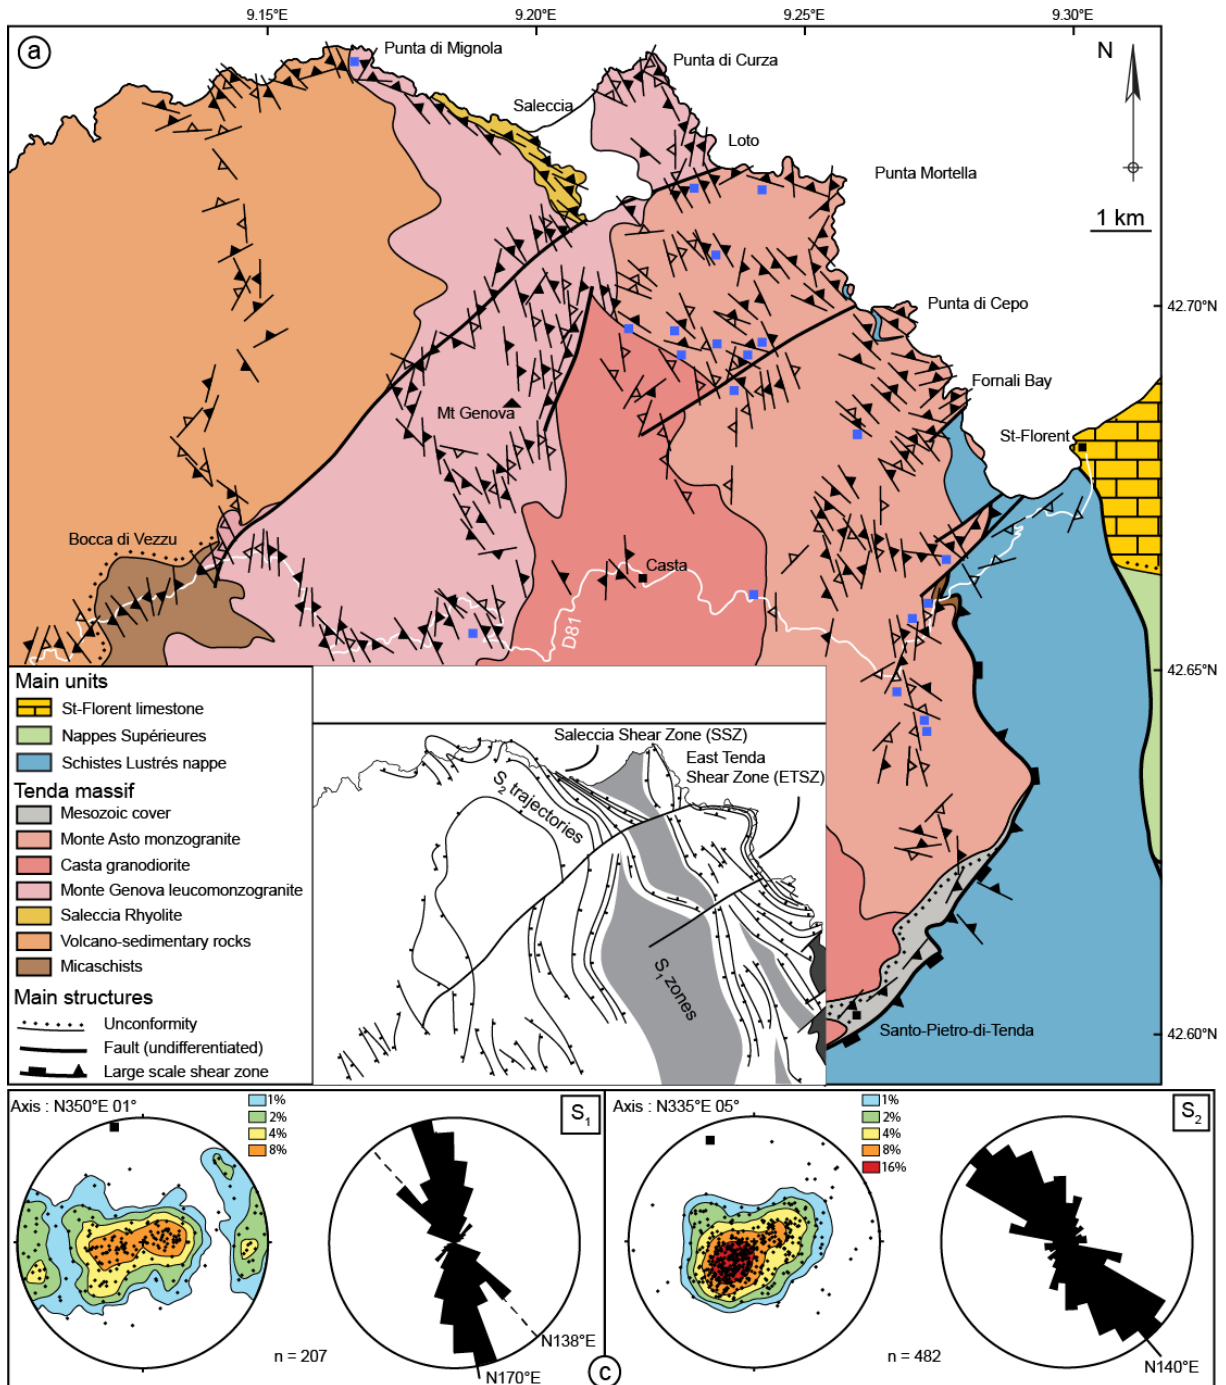 9.15°E
9.20°E
9.25°E
9.30°E
a
Punta di Mignola
Punta di Curza
N
Saleccia
Loto
Punta Mortella
1 km
Punta di Cepo
42.70°N
Fornali Bay
Mt Genova
St-Florent
Bocca di Vezzu
Casta
D81
42.65°N
Main units
St-Florent limestone
Nappes Supérieures
Schistes Lustrés nappe
Tenda massif
Mesozoic cover
Monte Asto monzogranite
Casta granodiorite
Monte Genova leucomonzogranite
Saleccia Rhyolite
Volcano-sedimentary rocks
Micaschists
Main structures
Unconformity
Fault (undifferentiated)
Large scale shear zone
Saleccia Shear Zone (SSZ)
East Tenda
Shear Zone (ETSZ)
S2 trajectories
S1 zones
Santo-Pietro-di-Tenda
42.60°N
Axis : N350°E 01°
1%
2%
4%
8%
S1
N138°E
N170°E
n = 207
Axis : N335°E 05°
1%
2%
4%
8%
16%
S2
N140°E
n = 482
c